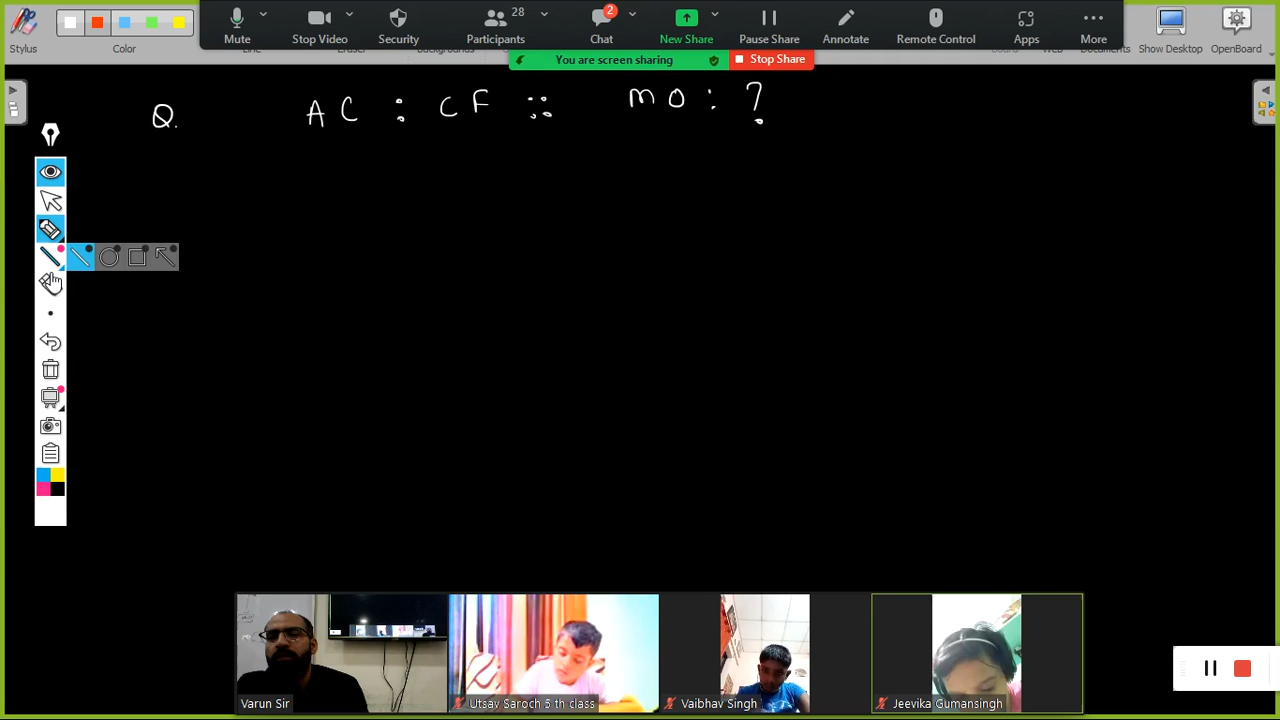 Mute
Stop Video
Security
28
Participants
2
Chat
New Share
Pause Share
Annotate
Remote Control
Apps
More
Stylus
Color
Show Desktop
OpenBoard
You are screen sharing
Stop Share
Q. AC : CF :: MO : ?
Varun Sir
Utsav Saroch 5 th class
Vaibhav Singh
Jeevika Gumansingh